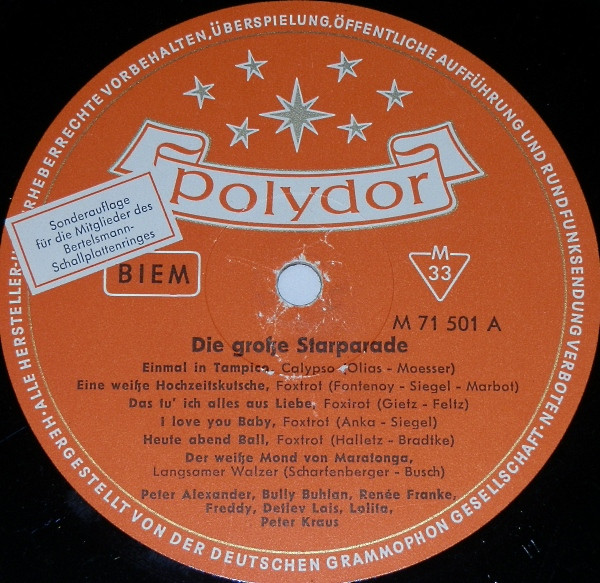 ·ALLE HERSTELLER-U RHEBERRECHTE VORBEHALTEN, ÜBERSPIELUNG, ÖFFENTLICHE AUFFÜHRUNG UND RUNDFUNKSENDUNG VERBOTEN·
polydor
Sonderauflage
für die Mitglieder des
Bertelsmann-
Schallplattenringes
BIEM
M
33
M 71 501 A
Die große Starparade
Einmal in Tampico, Calypso (Olias - Moesser)
Eine weiße Hochzeitskutsche, Foxtrot (Fontenoy - Siegel - Marbot)
Das tu' ich alles aus Liebe, Foxtrot (Gietz - Feltz)
I love you Baby, Foxtrot (Anka - Siegel)
Heute abend Ball, Foxtrot (Halletz - Bradtke)
Der weiße Mond von Maratonga,
Langsamer Walzer (Scharfenberger - Busch)
Peter Alexander, Bully Buhlan, Renée Franke,
Freddy, Detlev Lais, Lolita,
Peter Kraus
HERGESTELLT VON DER DEUTSCHEN GRAMMOPHON GESELLSCHAFT·